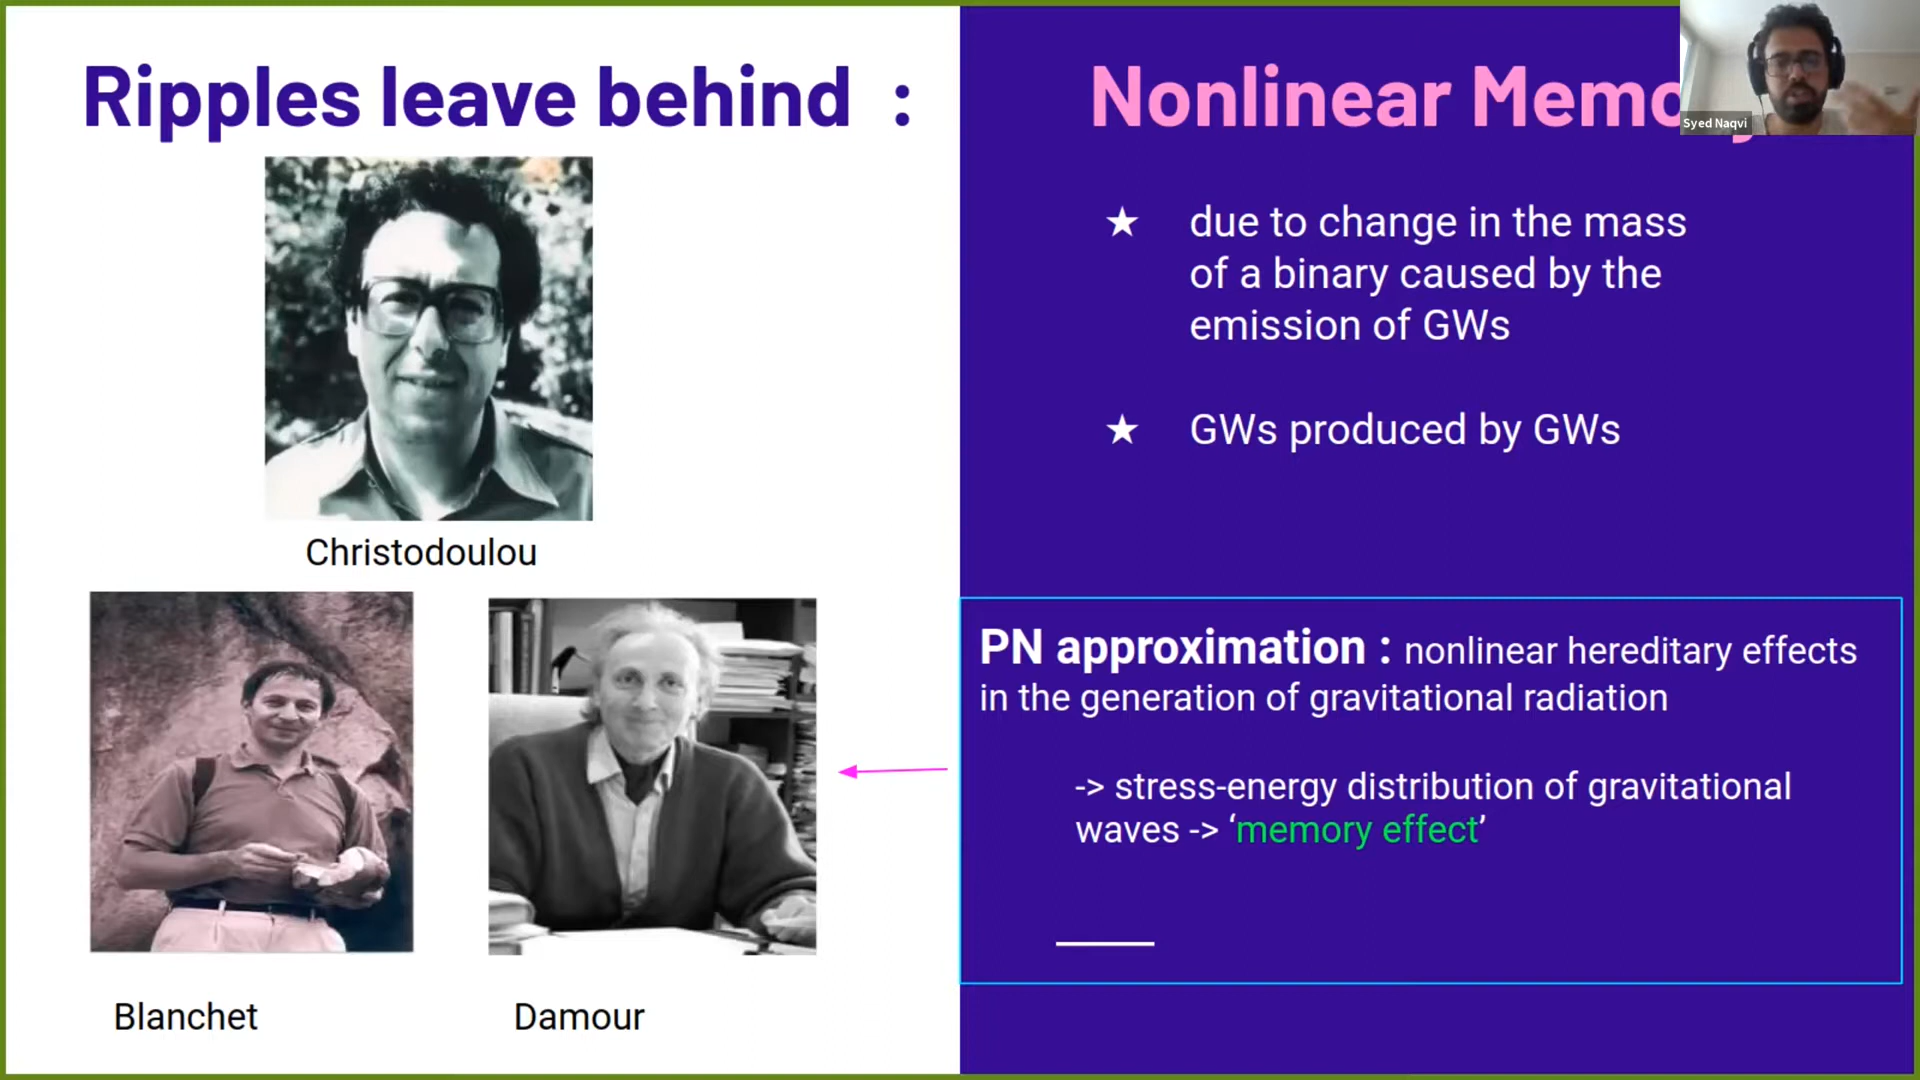 Ripples leave behind :
Nonlinear Memo
Syed Naqvi
★ due to change in the mass
of a binary caused by the
emission of GWs
★ GWs produced by GWs
Christodoulou
PN approximation : nonlinear hereditary effects
in the generation of gravitational radiation
-> stress-energy distribution of gravitational
waves -> ‘memory effect’
Blanchet
Damour